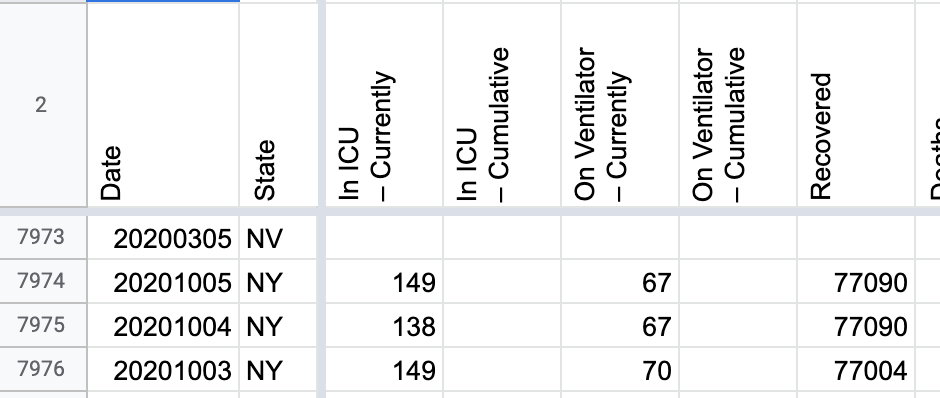 2 Date State In ICU – Currently In ICU – Cumulative On Ventilator – Currently On Ventilator – Cumulative Recovered
7973 20200305 NV
7974 20201005 NY 149 67 77090
7975 20201004 NY 138 67 77090
7976 20201003 NY 149 70 77004